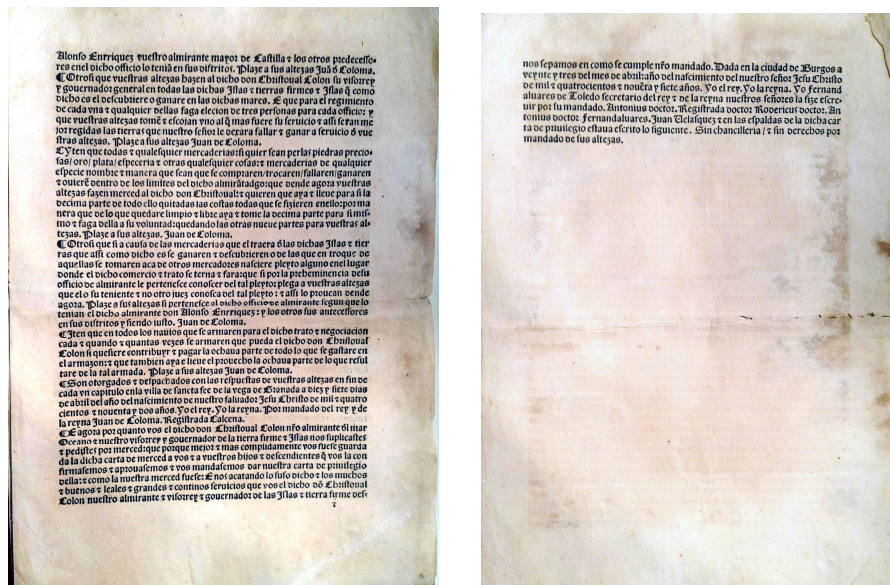 Alonso Enrriquez vuestro almirante mayor de Castilla ⁊ los otros predecesso-
res enel dicho officio lo teniã en sus distritos. Plaze a sus altezas Juã ð Coloma.
¶Otrosi que vuestras altezas hazen al dicho don Christoual Colon su visorrey
y gouernador general en todas las dichas Islas ⁊ tierras firmes ⁊ Islas q̃ como
dicho es el descubriere o ganare en las dichas mares. E que para el regimiento
de cada vna ⁊ qualquier dellas faga elecion de tres personas para cada officio: y
que vuestras altezas tomẽ ⁊ escojan vno al q̃ mas fuere su seruicio ⁊ assi seran me
jor regidas las tierras que nuestro señor le dexara fallar ⁊ ganar a seruicio ð vue
stras altezas. Plaze a sus altezas Juan de Coloma.
¶Yten que todas ⁊ qualesquier mercaderias: si quier sean perlas piedras precio-
sas/ oro/ plata/ especeria ⁊ otras qualesquier cosas: ⁊ mercaderias de qualquier
especie nombre ⁊ manera que sean que se compraren/ trocaren/ fallaren/ ganaren
⁊ ouierẽ dentro de los limites del dicho almirãtadgo: que dende agora vuestras
altezas fazen merced al dicho don Christoual: ⁊ quieren que aya ⁊ lleue para si la
decima parte de todo ello quitadas las costas todas que se fizieren enello: por ma
nera que de lo que quedare limpio ⁊ libre aya ⁊ tome la decima parte para si mis-
mo ⁊ faga della a su voluntad: quedando las otras nueue partes para vuestras al-
tezas. Plaze a sus altezas. Juan de Coloma.
¶Otrosi que si a causa de las mercaderias que el traera ð las dichas Islas ⁊ tier
ras que assi como dicho es se ganaren ⁊ descubrieren o de las que en troque de
aquellas se tomaren aca de otros mercadores nasciere pleyto alguno enel lugar
donde el dicho comercio ⁊ trato se terna ⁊ fara: que si por la prehеminencia desu
officio de almirante le pertenesce conoscer del tal pleyto: plega a vuestras altezas
que el o su teniente ⁊ no otro juez conosca del tal pleyto: ⁊ assi lo prouean dende
agora. Plaze a sus altezas si pertenesce al dicho officio de almirante segun que lo
tenian el dicho almirante don Alonso Enrriquez: y los otros sus antecessores
en sus distritos y siendo iusto. Juan de Coloma.
¶Iten que en todos los nauios que se armaren para el dicho trato ⁊ negociacion
cada ⁊ quando ⁊ quantas vezes se armaren que pueda el dicho don Christoual
Colon si quesiere contribuyr ⁊ pagar la ochaua parte de todo lo que se gastare en
el armazon: ⁊ que tambien aya e lieue el prouecho la ochaua parte de lo que resul
tare de la tal armada. Plaze a sus altezas Juan de Coloma.
¶Son otorgados ⁊ despachados con las respuestas de vuestras altezas en fin de
cada vn capitulo enla villa de sancta fee de la vega de Granada a diez y siete dias
de abril del año del nascimiento de nuestro saluador Jesu Christo de mil ⁊ quatro
cientos ⁊ nouenta y dos años. Yo el rey. Yo la reyna. Por mandado del rey y de
la reyna Juan de Coloma. Registrada Calcena.
¶E agora por quanto vos el dicho don Christoual Colon nr̃o almirante ðl mar
Oceano ⁊ nuestro visorrey ⁊ gouernador de la tierra firme ⁊ Islas nos suplicastes
⁊ pedistes por merced: que porque mejor ⁊ mas complidamente vos fuese guarda
da la dicha carta de merced a vos ⁊ a vuestros hijos ⁊ descendientes q̃ vos la con
firmasemos ⁊ aprouasemos ⁊ vos mandasemos dar nuestra carta de priuilegio
della: ⁊ como la nuestra merced fuese: E nos acatando lo suso dicho ⁊ los muchos
⁊ buenos ⁊ leales ⁊ grandes ⁊ continos seruicios que vos el dicho dõ Christoual
Colon nuestro almirante ⁊ visorrey ⁊ gouernador de las Islas ⁊ tierra firme des-
nos sepamos en como se cumple nr̃o mandado. Dada en la ciudad de Burgos a
veynte y tres del mes de abril: año del nascimiento del nuestro señor Jesu Christo
de mil ⁊ quatrocientos ⁊ nouẽta y siete años. Yo el rey. Yo la reyna. Yo fernand
aluares de Toledo secretario del rey ⁊ de la reyna nuestros señores la fize escre-
uir por su mandado. Antonius doctor. Registrada doctor Rodericus doctor. An
tonius doctor. Fernandaluares. Juan Velasquez ⁊ en las espaldas de la dicha car
ta de priuilegio estaua escrito lo siguiente. Sin chancilleria/ ⁊ sin derechos por
mandado de sus altezas.